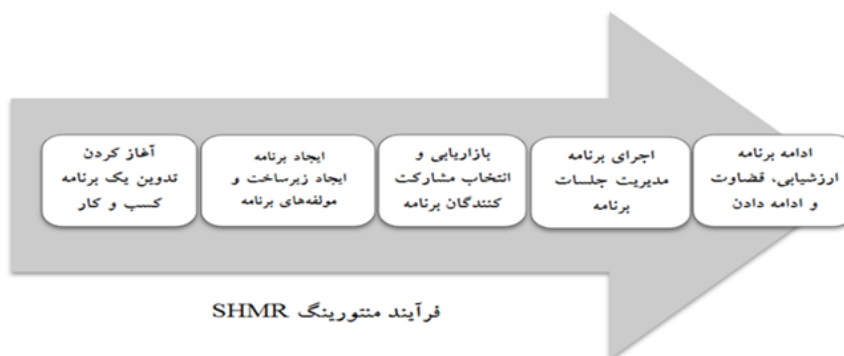 آغاز کردن
تدوین یک برنامه
کسب و کار
ایجاد برنامه
ایجاد زیرساخت و
مولفه‌های برنامه
بازاریابی و
انتخاب مشارکت
کنندگان برنامه
اجرای برنامه
مدیریت جلسات
برنامه
ادامه برنامه
ارزشیابی، قضاوت
و ادامه دادن
فرآیند منتورینگ SHMR